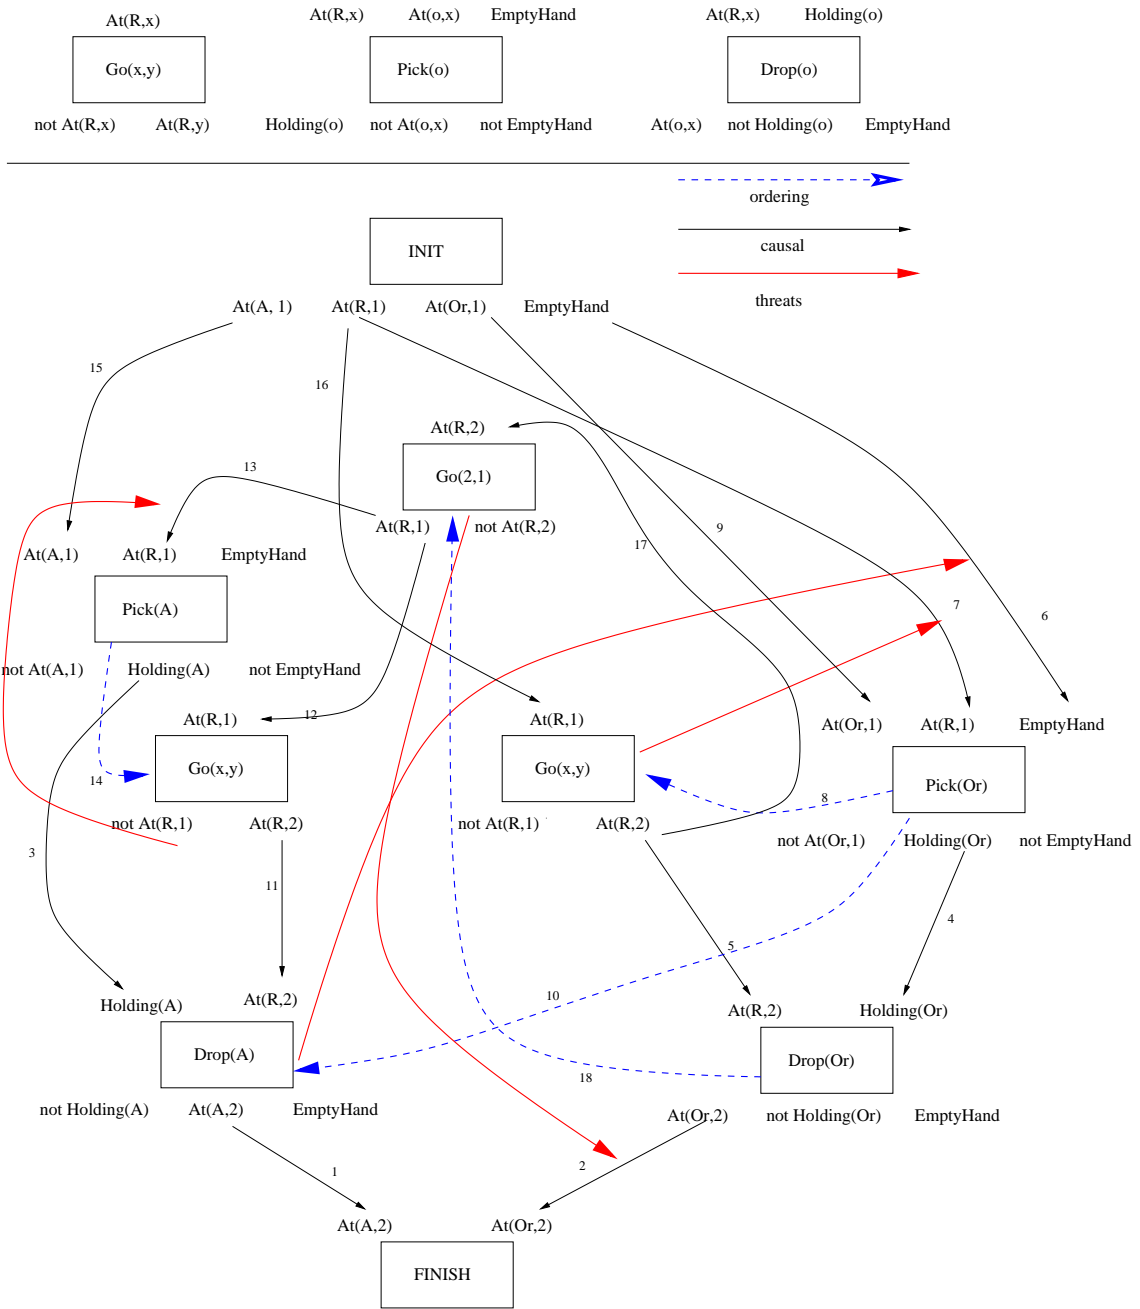 At(R,x) At(R,x) At(o,x) EmptyHand At(R,x) Holding(o)
Go(x,y) Pick(o) Drop(o)
not At(R,x) At(R,y) Holding(o) not At(o,x) not EmptyHand At(o,x) not Holding(o) EmptyHand
ordering
causal
threats
INIT
At(A, 1) At(R,1) At(Or,1) EmptyHand
15
16
At(R,2)
Go(2,1)
13
At(R,1) not At(R,2)
9
17
At(A,1) At(R,1) EmptyHand
Pick(A)
7
6
not At(A,1) Holding(A) not EmptyHand
12
At(R,1) At(R,1) At(Or,1) At(R,1) EmptyHand
Go(x,y) Go(x,y) Pick(Or)
14
8
not At(R,1) At(R,2) not At(R,1) At(R,2) not At(Or,1) Holding(Or) not EmptyHand
3
11
4
5
10
Holding(A) At(R,2) At(R,2) Holding(Or)
Drop(A) Drop(Or)
18
not Holding(A) At(A,2) EmptyHand At(Or,2) not Holding(Or) EmptyHand
1
2
At(A,2) At(Or,2)
FINISH